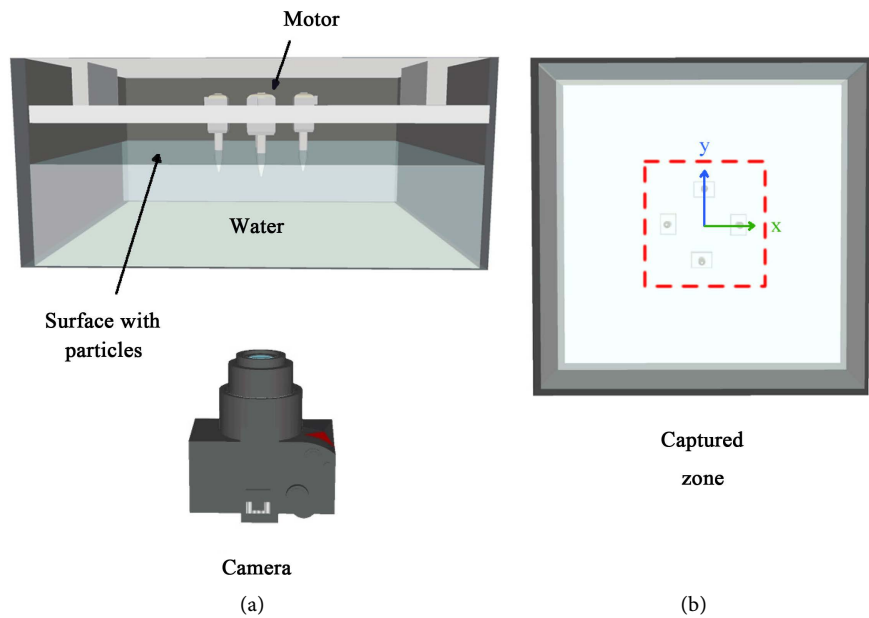 Motor
Water
Surface with
particles
Camera
(a)
y
x
Captured
zone
(b)